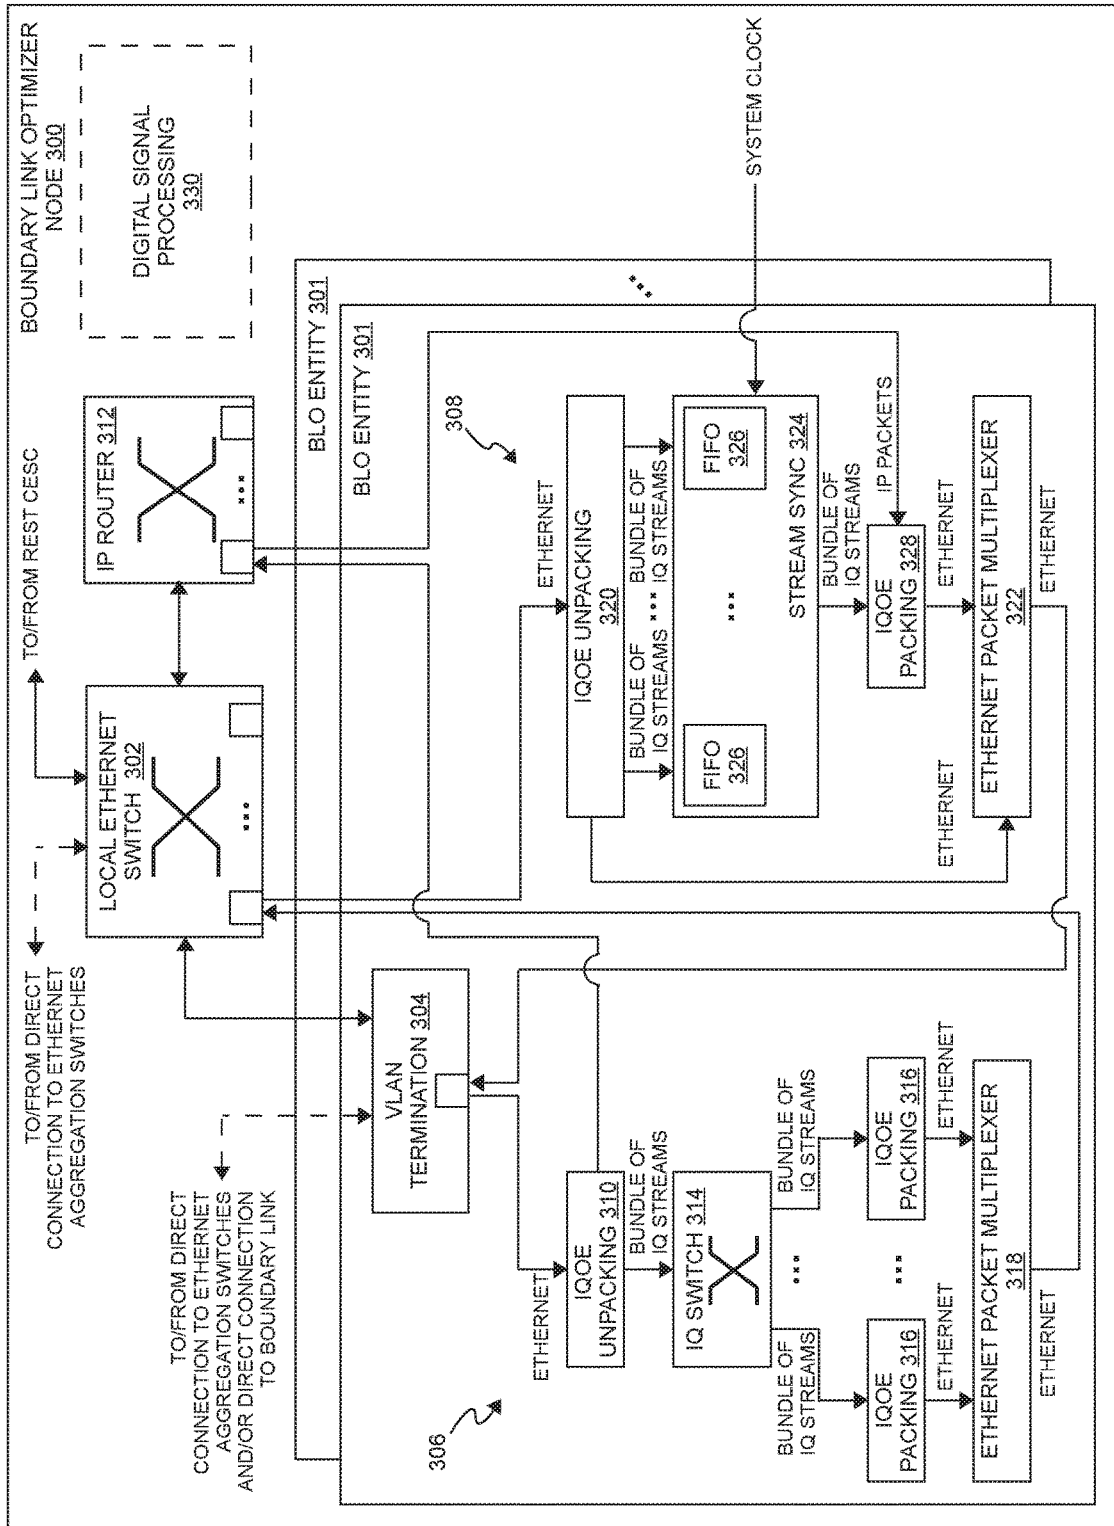 BOUNDARY LINK OPTIMIZER
NODE 300
DIGITAL SIGNAL
PROCESSING
330
TO/FROM REST CESC
TO/FROM DIRECT
CONNECTION TO ETHERNET
AGGREGATION SWITCHES
LOCAL ETHERNET
SWITCH 302
IP ROUTER 312
BLO ENTITY 301
BLO ENTITY 301
TO/FROM DIRECT
CONNECTION TO ETHERNET
AGGREGATION SWITCHES
AND/OR DIRECT CONNECTION
TO BOUNDARY LINK
VLAN
TERMINATION 304
306
ETHERNET
IQOE
UNPACKING 310
BUNDLE OF
IQ STREAMS
IQ SWITCH 314
BUNDLE OF
IQ STREAMS
BUNDLE OF
IQ STREAMS
IQOE
PACKING 316
IQOE
PACKING 316
ETHERNET
ETHERNET
ETHERNET PACKET MULTIPLEXER
318
ETHERNET
308
ETHERNET
IQOE UNPACKING
320
BUNDLE OF
IQ STREAMS
BUNDLE OF
IQ STREAMS
FIFO
326
FIFO
326
STREAM SYNC 324
SYSTEM CLOCK
BUNDLE OF
IQ STREAMS
IP PACKETS
IQOE
PACKING 328
ETHERNET
ETHERNET
ETHERNET PACKET MULTIPLEXER
322
ETHERNET